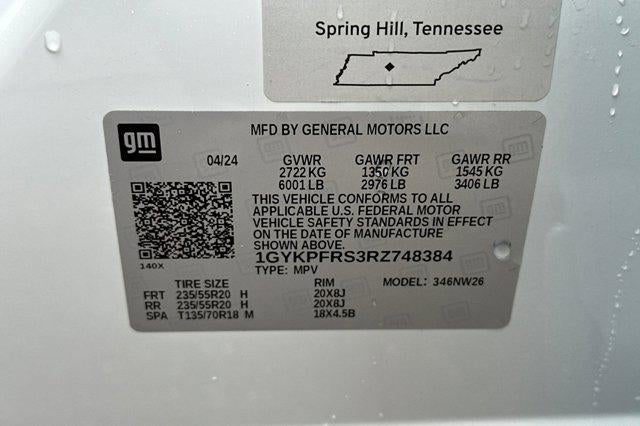 Spring Hill, Tennessee
gm
MFD BY GENERAL MOTORS LLC
04/24 GVWR GAWR FRT GAWR RR
2722 KG 1350 KG 1545 KG
6001 LB 2976 LB 3406 LB
THIS VEHICLE CONFORMS TO ALL
APPLICABLE U.S. FEDERAL MOTOR
VEHICLE SAFETY STANDARDS IN EFFECT
ON THE DATE OF MANUFACTURE
SHOWN ABOVE.
1GYKPFRS3RZ748384
140X
TYPE: MPV
TIRE SIZE RIM MODEL: 346NW26
FRT 235/55R20 H 20X8J
RR 235/55R20 H 20X8J
SPA T135/70R18 M 18X4.5B